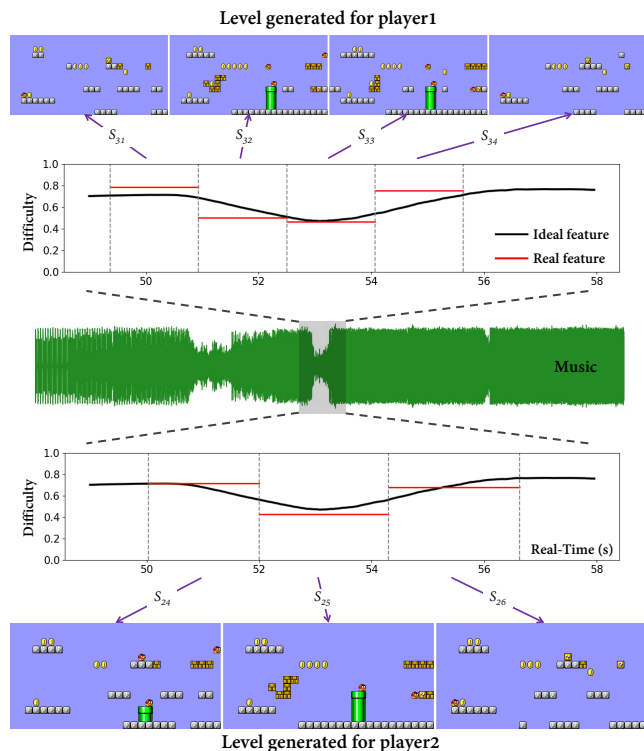 Level generated for player1
S31 S32 S33 S34
1.0
0.8
0.6
0.4
0.2
0.0
Difficulty
Ideal feature
Real feature
50 52 54 56 58
Music
1.0
0.8
0.6
0.4
0.2
0.0
Difficulty
Real-Time (s)
50 52 54 56 58
S24 S25 S26
Level generated for player2